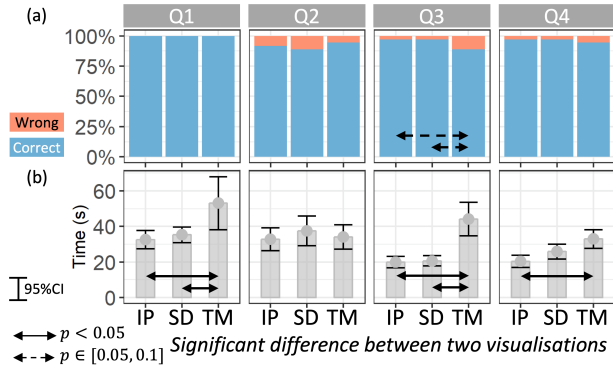 (a) Q1 Q2 Q3 Q4
100%
75%
50%
25%
0%
Wrong
Correct
(b)
60
40
20
0
Time (s)
95%CI
IP SD TM IP SD TM IP SD TM IP SD TM
p < 0.05
p ∈ [0.05, 0.1]
Significant difference between two visualisations